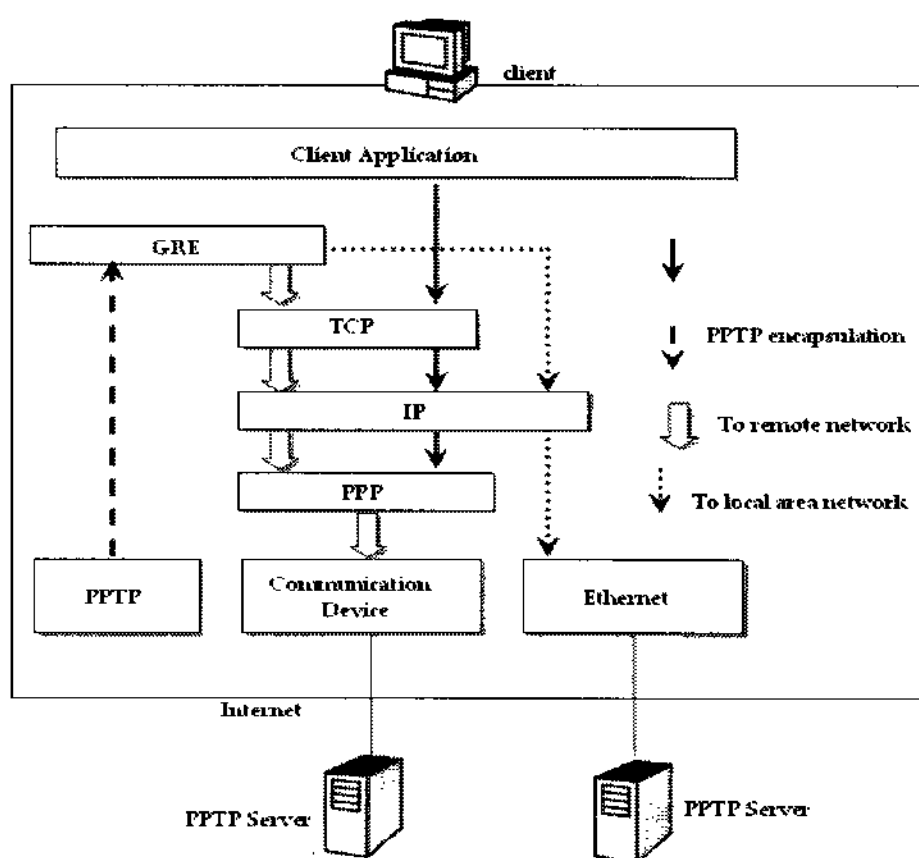 client
Client Application
GRE
TCP
PPTP encapsulation
IP
To remote network
PPP
To local area network
PPTP
Communication
Device
Ethernet
Internet
PPTP Server
PPTP Server